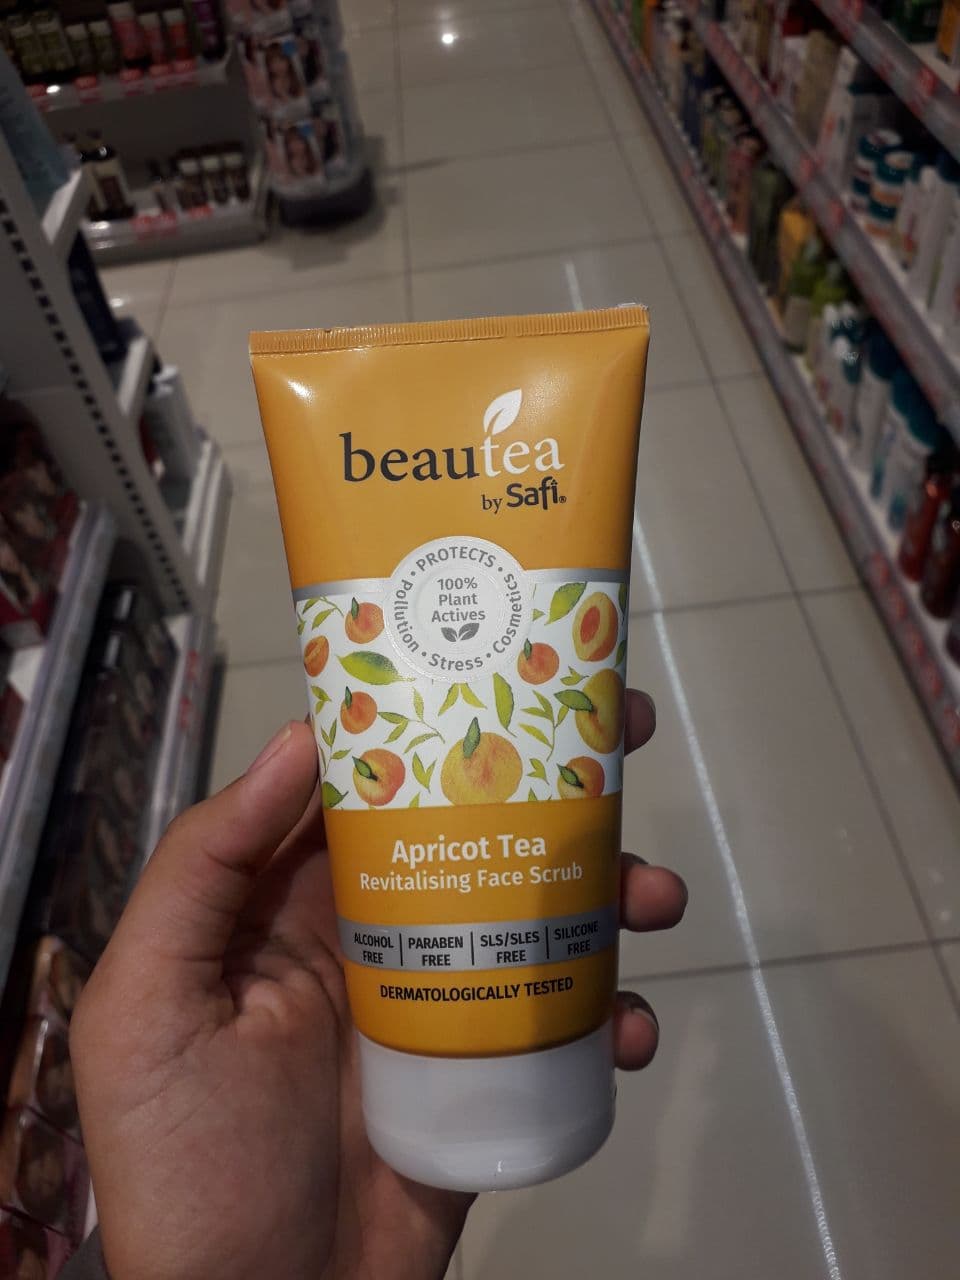 beautea
by Safi®
PROTECTS • Cosmetics • Stress • Pollution •
100%
Plant
Actives
Apricot Tea
Revitalising Face Scrub
ALCOHOL FREE | PARABEN FREE | SLS/SLES FREE | SILICONE FREE
DERMATOLOGICALLY TESTED